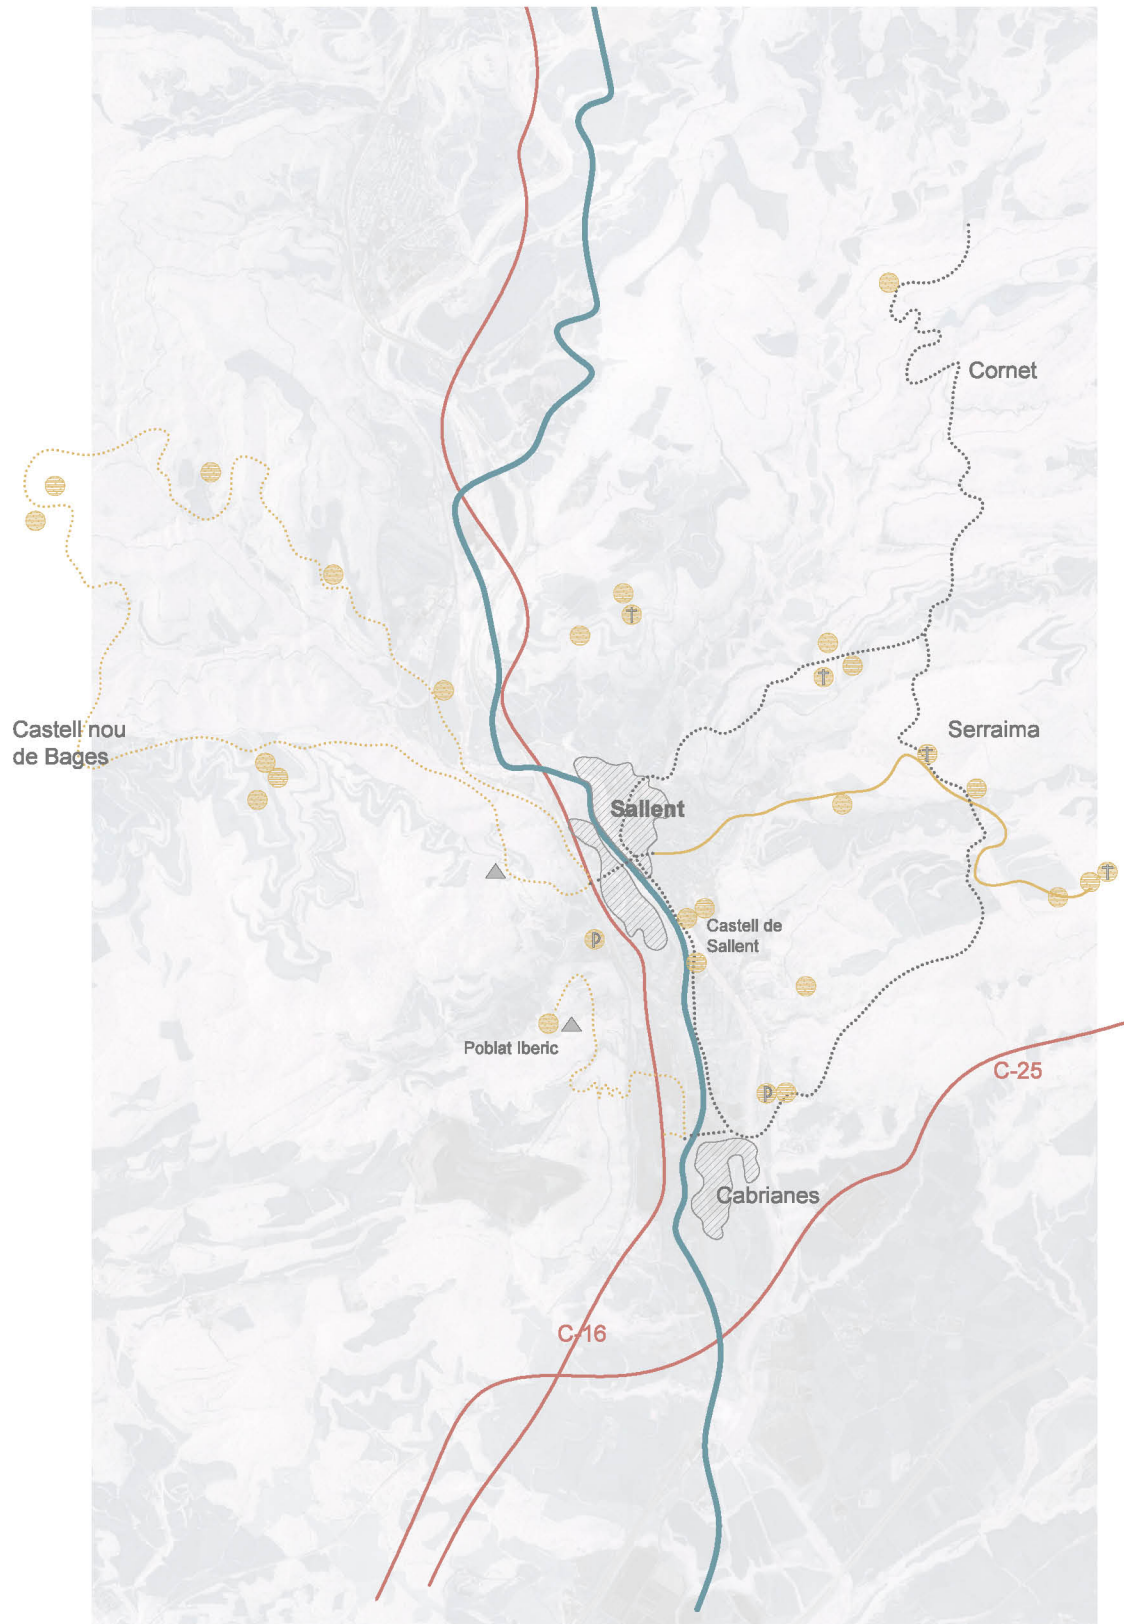 Cornet
Castell nou
de Bages
Serraima
Sallent
Castell de
Sallent
P
Poblat Iberic
C-25
P
Cabrianes
C-16